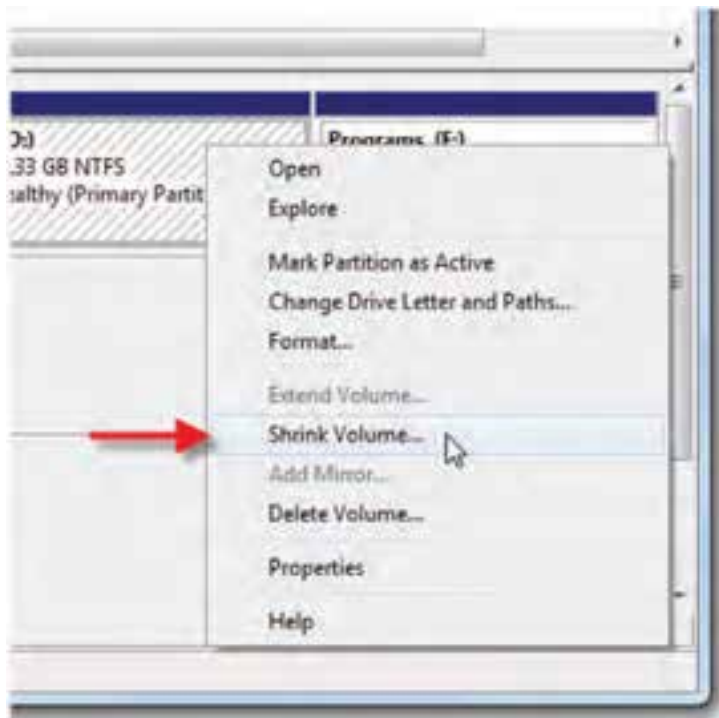 D:)
.33 GB NTFS
ealthy (Primary Partit
Programs (E:)
Open
Explore
Mark Partition as Active
Change Drive Letter and Paths...
Format...
Extend Volume...
Shrink Volume...
Add Mirror...
Delete Volume...
Properties
Help